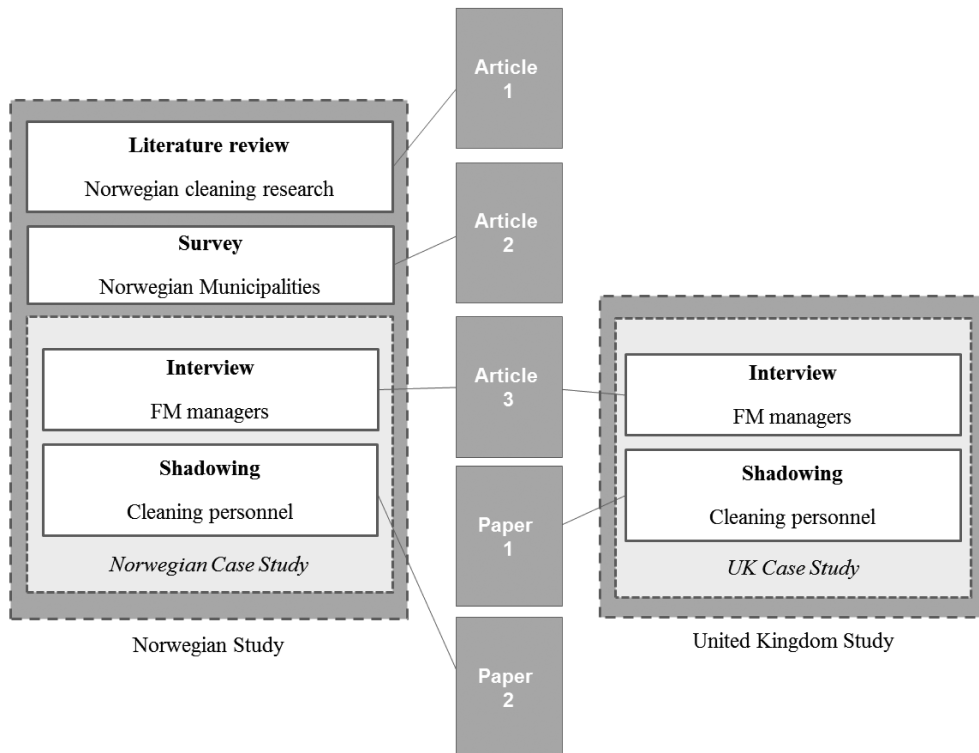 Literature review
Norwegian cleaning research
Survey
Norwegian Municipalities
Interview
FM managers
Shadowing
Cleaning personnel
Norwegian Case Study
Norwegian Study
Article
1
Article
2
Article
3
Paper
1
Paper
2
Interview
FM managers
Shadowing
Cleaning personnel
UK Case Study
United Kingdom Study